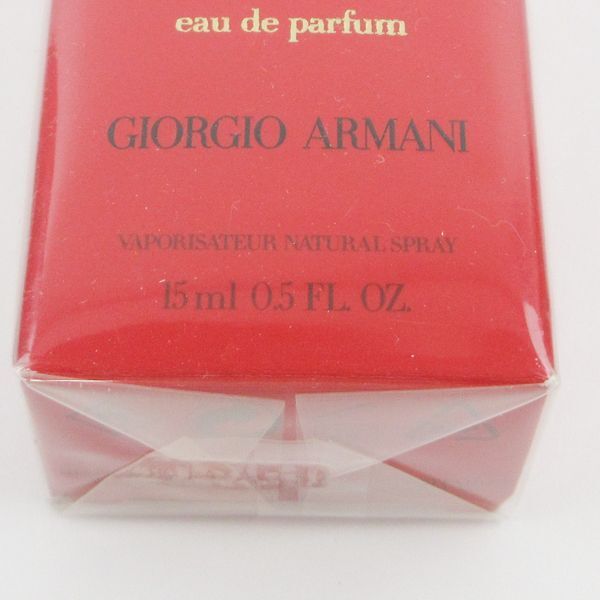 eau de parfum
GIORGIO ARMANI
VAPORISATEUR NATURAL SPRAY
15 ml 0.5 FL. OZ.